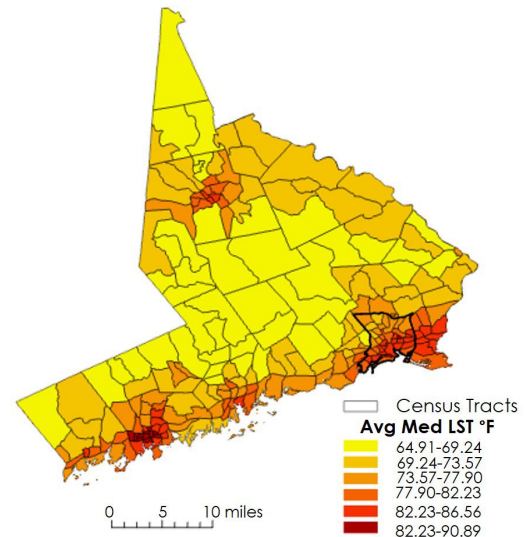 Census Tracts
Avg Med LST °F
64.91-69.24
69.24-73.57
73.57-77.90
77.90-82.23
82.23-86.56
82.23-90.89
0 5 10 miles